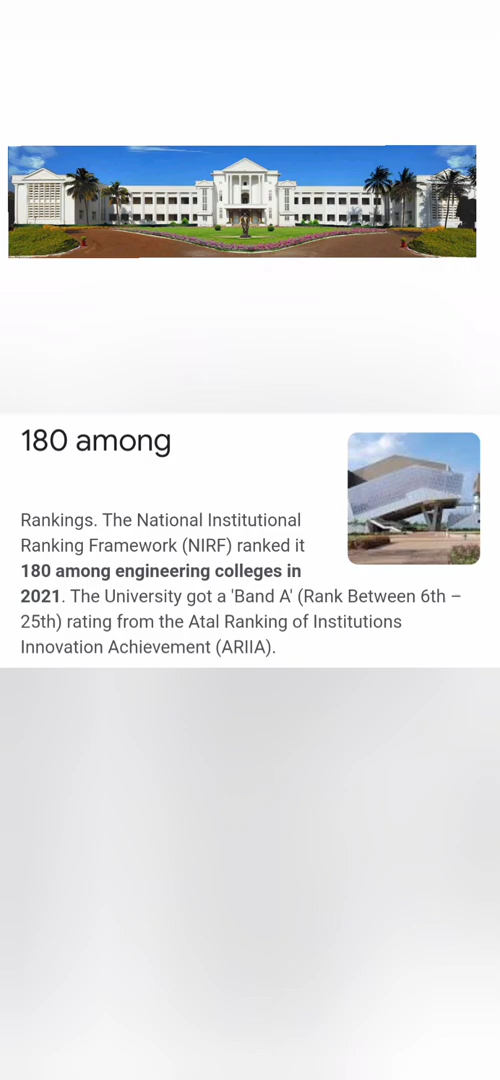 180 among
Rankings. The National Institutional
Ranking Framework (NIRF) ranked it
180 among engineering colleges in
2021. The University got a 'Band A' (Rank Between 6th –
25th) rating from the Atal Ranking of Institutions
Innovation Achievement (ARIIA).